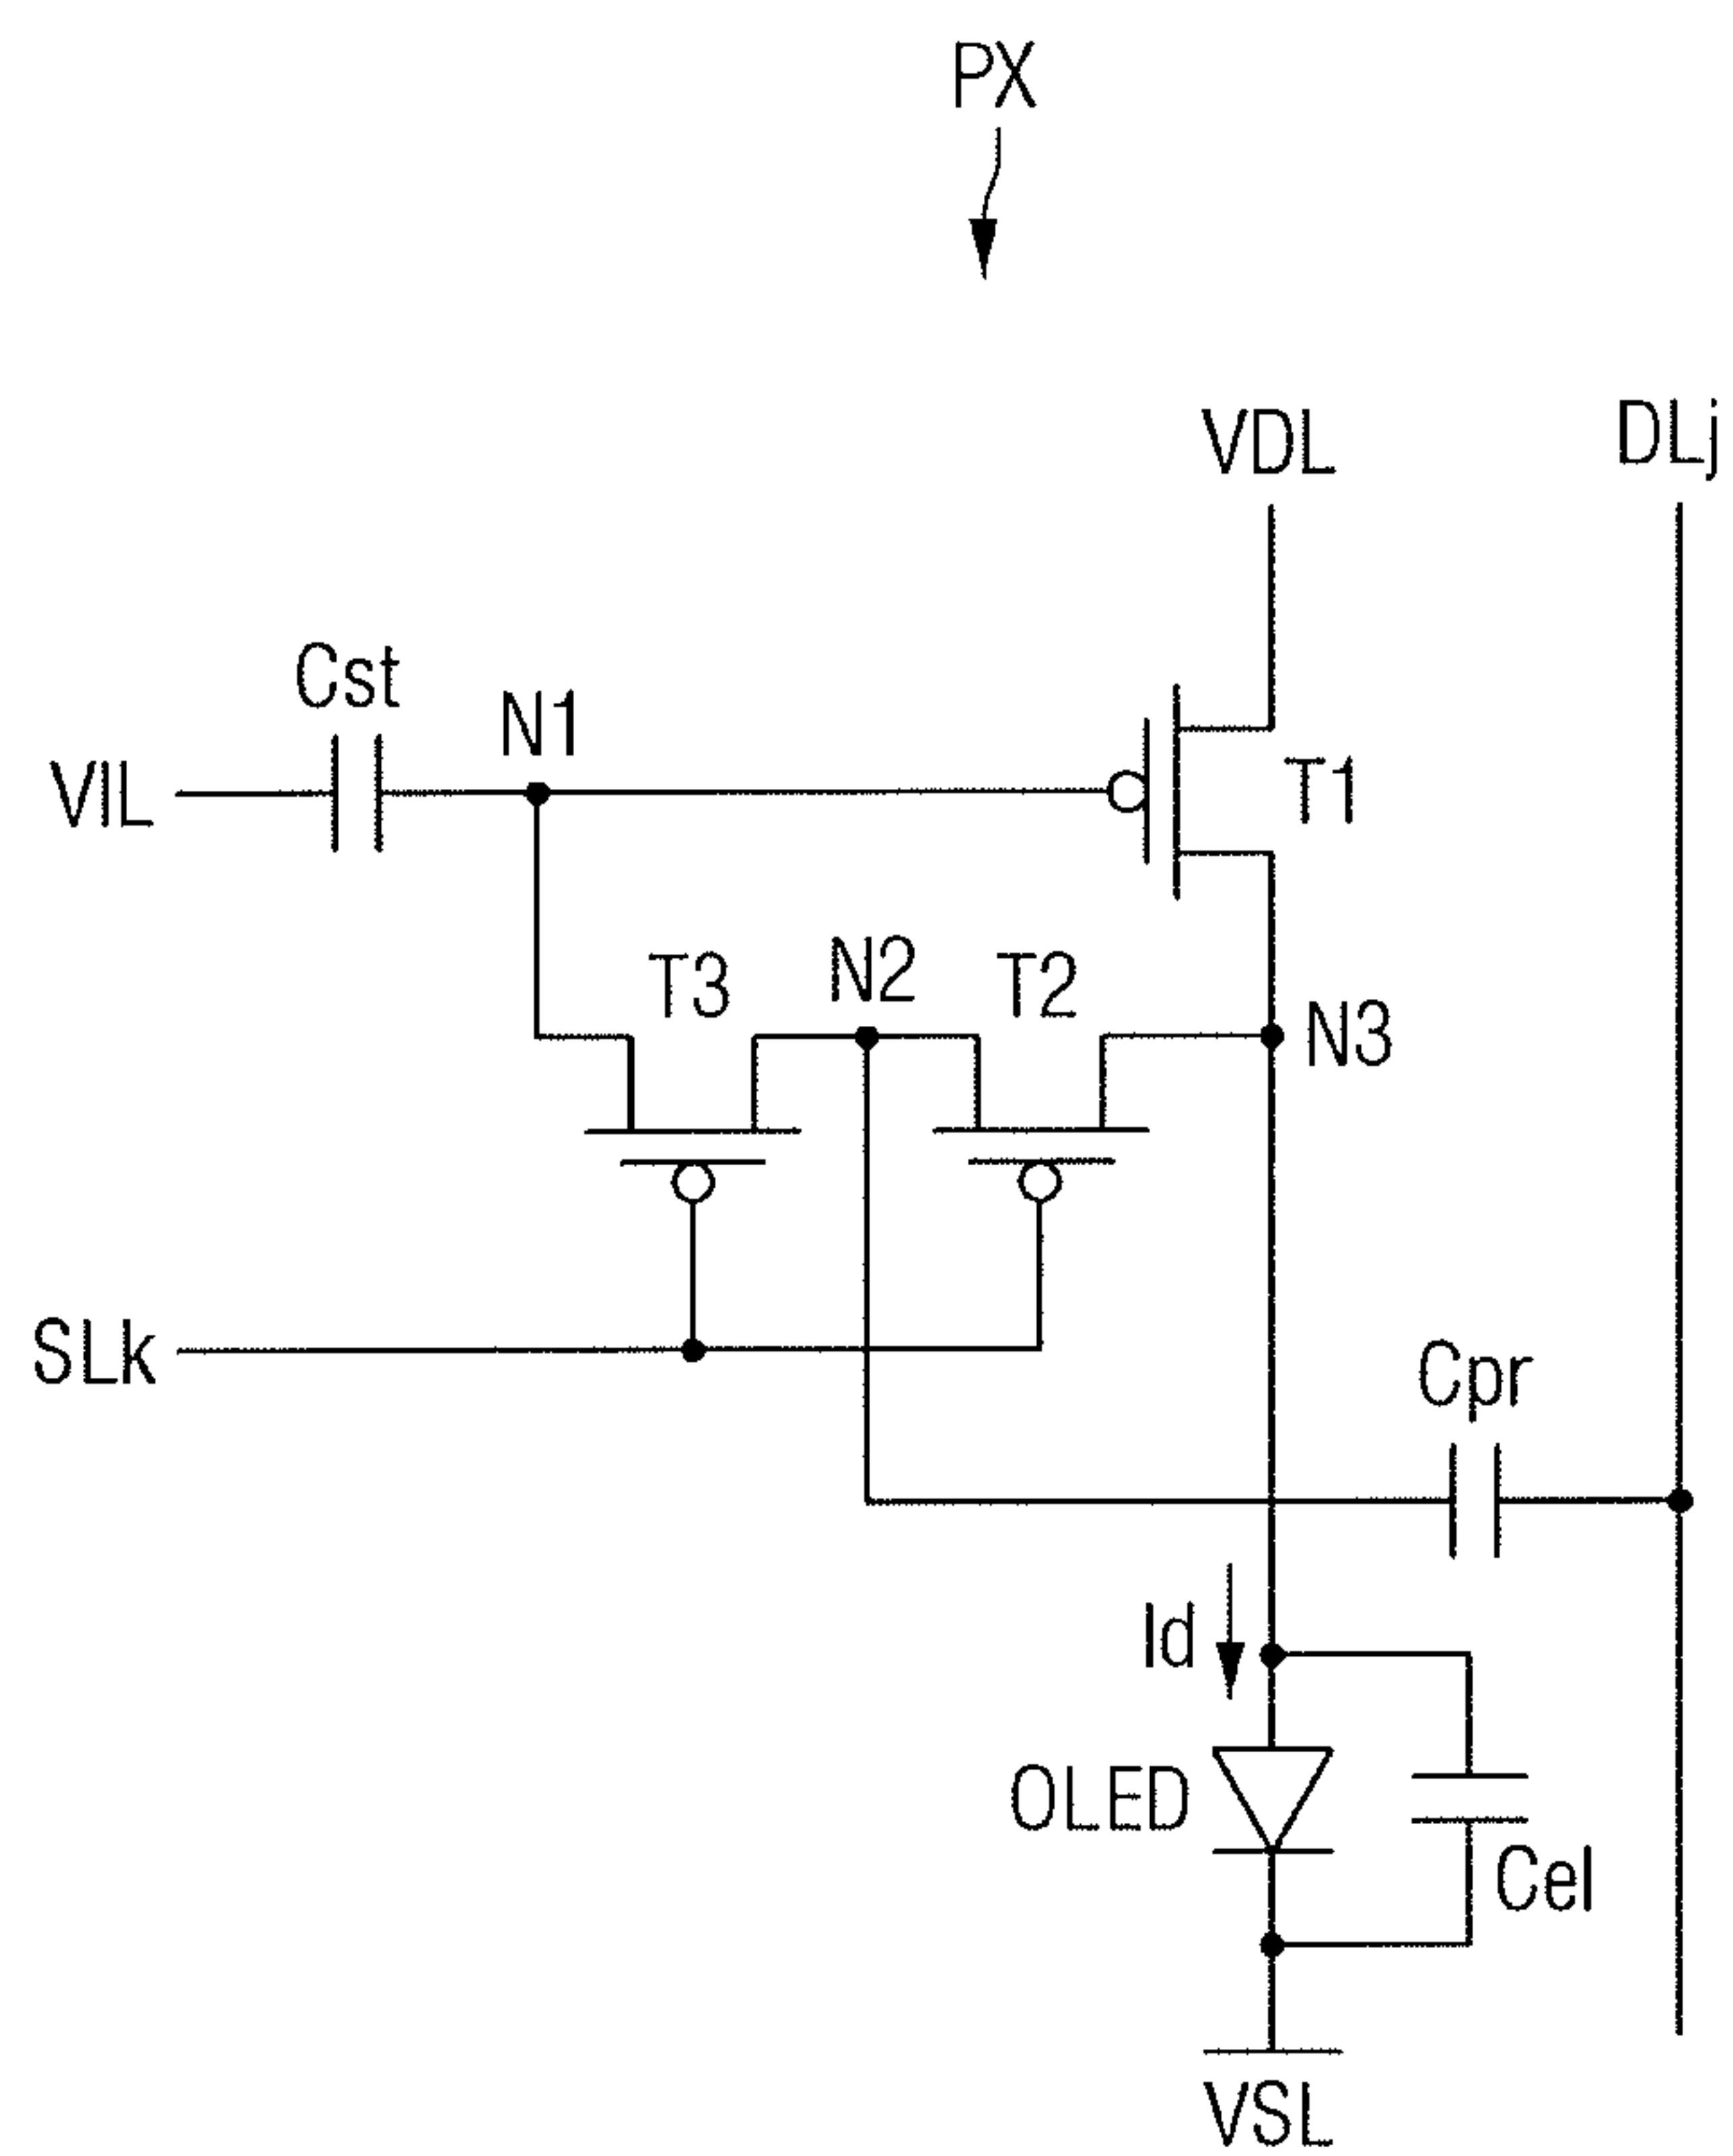 PX
VDL
DLj
Cst
N1
VIL
T1
T3
N2
T2
N3
SLk
Cpr
Id
OLED
Cel
VSL